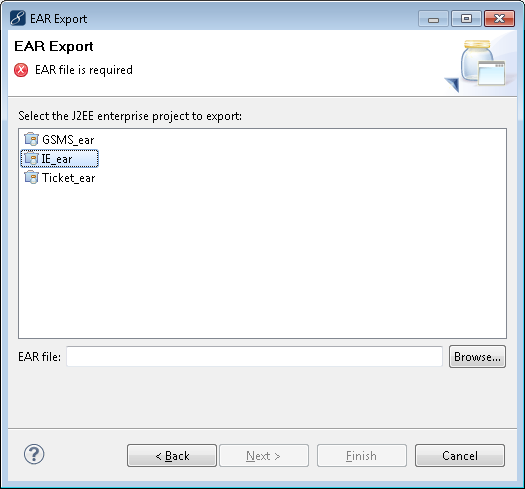 EAR Export
EAR Export
EAR file is required
Select the J2EE enterprise project to export:
GSMS_ear
IE_ear
Ticket_ear
EAR file:
Browse...
?
< Back
Next >
Finish
Cancel